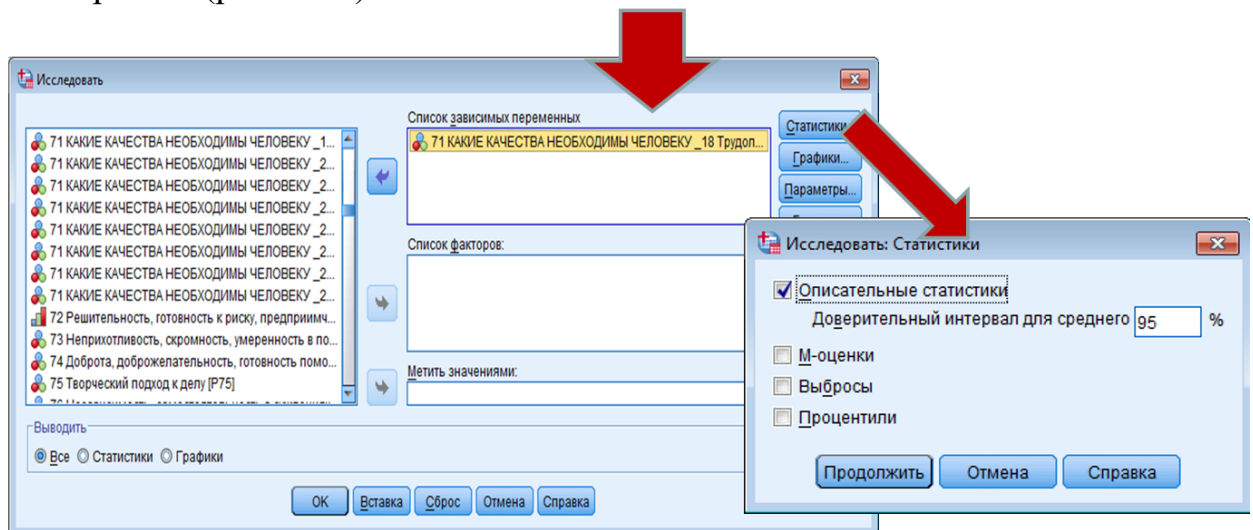 Исследовать
71 КАКИЕ КАЧЕСТВА НЕОБХОДИМЫ ЧЕЛОВЕКУ _1...
71 КАКИЕ КАЧЕСТВА НЕОБХОДИМЫ ЧЕЛОВЕКУ _2...
71 КАКИЕ КАЧЕСТВА НЕОБХОДИМЫ ЧЕЛОВЕКУ _2...
71 КАКИЕ КАЧЕСТВА НЕОБХОДИМЫ ЧЕЛОВЕКУ _2...
71 КАКИЕ КАЧЕСТВА НЕОБХОДИМЫ ЧЕЛОВЕКУ _2...
71 КАКИЕ КАЧЕСТВА НЕОБХОДИМЫ ЧЕЛОВЕКУ _2...
71 КАКИЕ КАЧЕСТВА НЕОБХОДИМЫ ЧЕЛОВЕКУ _2...
71 КАКИЕ КАЧЕСТВА НЕОБХОДИМЫ ЧЕЛОВЕКУ _2...
72 Решительность, готовность к риску, предприимч...
73 Неприхотливость, скромность, умеренность в по...
74 Доброта, доброжелательность, готовность помо...
75 Творческий подход к делу [P75]
Список зависимых переменных
71 КАКИЕ КАЧЕСТВА НЕОБХОДИМЫ ЧЕЛОВЕКУ _18 Трудол...
Список факторов:
Метить значениями:
Статистики
Графики...
Параметры...
Выводить
Все Статистики Графики
OK Вставка Сброс Отмена Справка
Исследовать: Статистики
Описательные статистики
Доверительный интервал для среднего 95 %
М-оценки
Выбросы
Процентили
Продолжить Отмена Справка